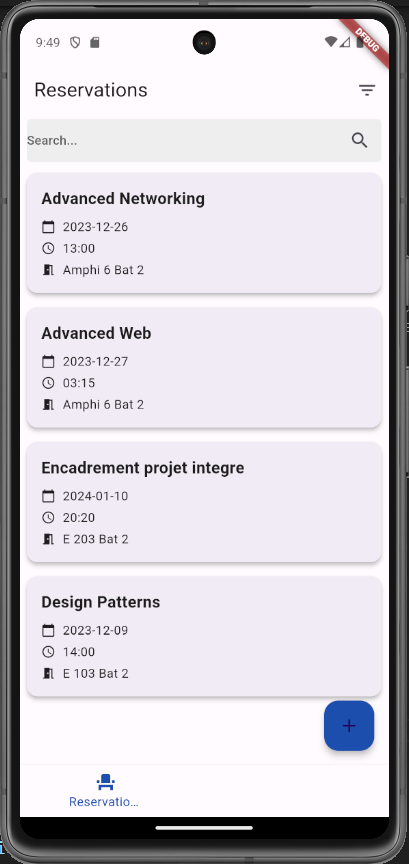 9:49
DEBUG
Reservations
Search...
Advanced Networking
2023-12-26
13:00
Amphi 6 Bat 2
Advanced Web
2023-12-27
03:15
Amphi 6 Bat 2
Encadrement projet integre
2024-01-10
20:20
E 203 Bat 2
Design Patterns
2023-12-09
14:00
E 103 Bat 2
+
Reservatio...